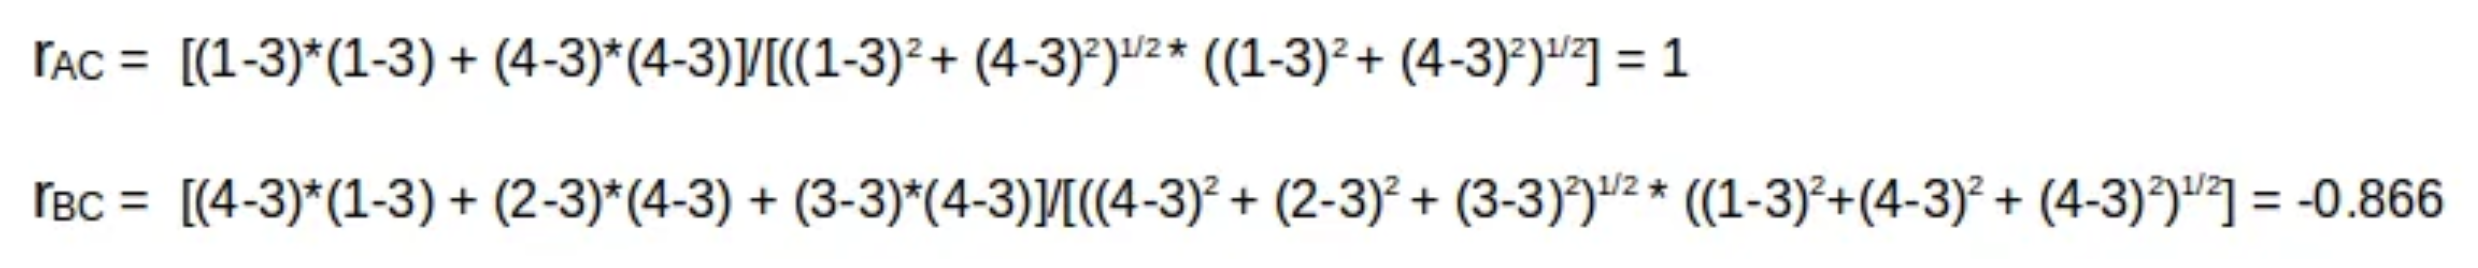 rAC = [(1-3)*(1-3) + (4-3)*(4-3)]/[((1-3)²+ (4-3)²)¹/²* ((1-3)²+ (4-3)²)¹/²] = 1
rBC = [(4-3)*(1-3) + (2-3)*(4-3) + (3-3)*(4-3)]/[((4-3)² + (2-3)² + (3-3)²)¹/² * ((1-3)²+(4-3)² + (4-3)²)¹/²] = -0.866